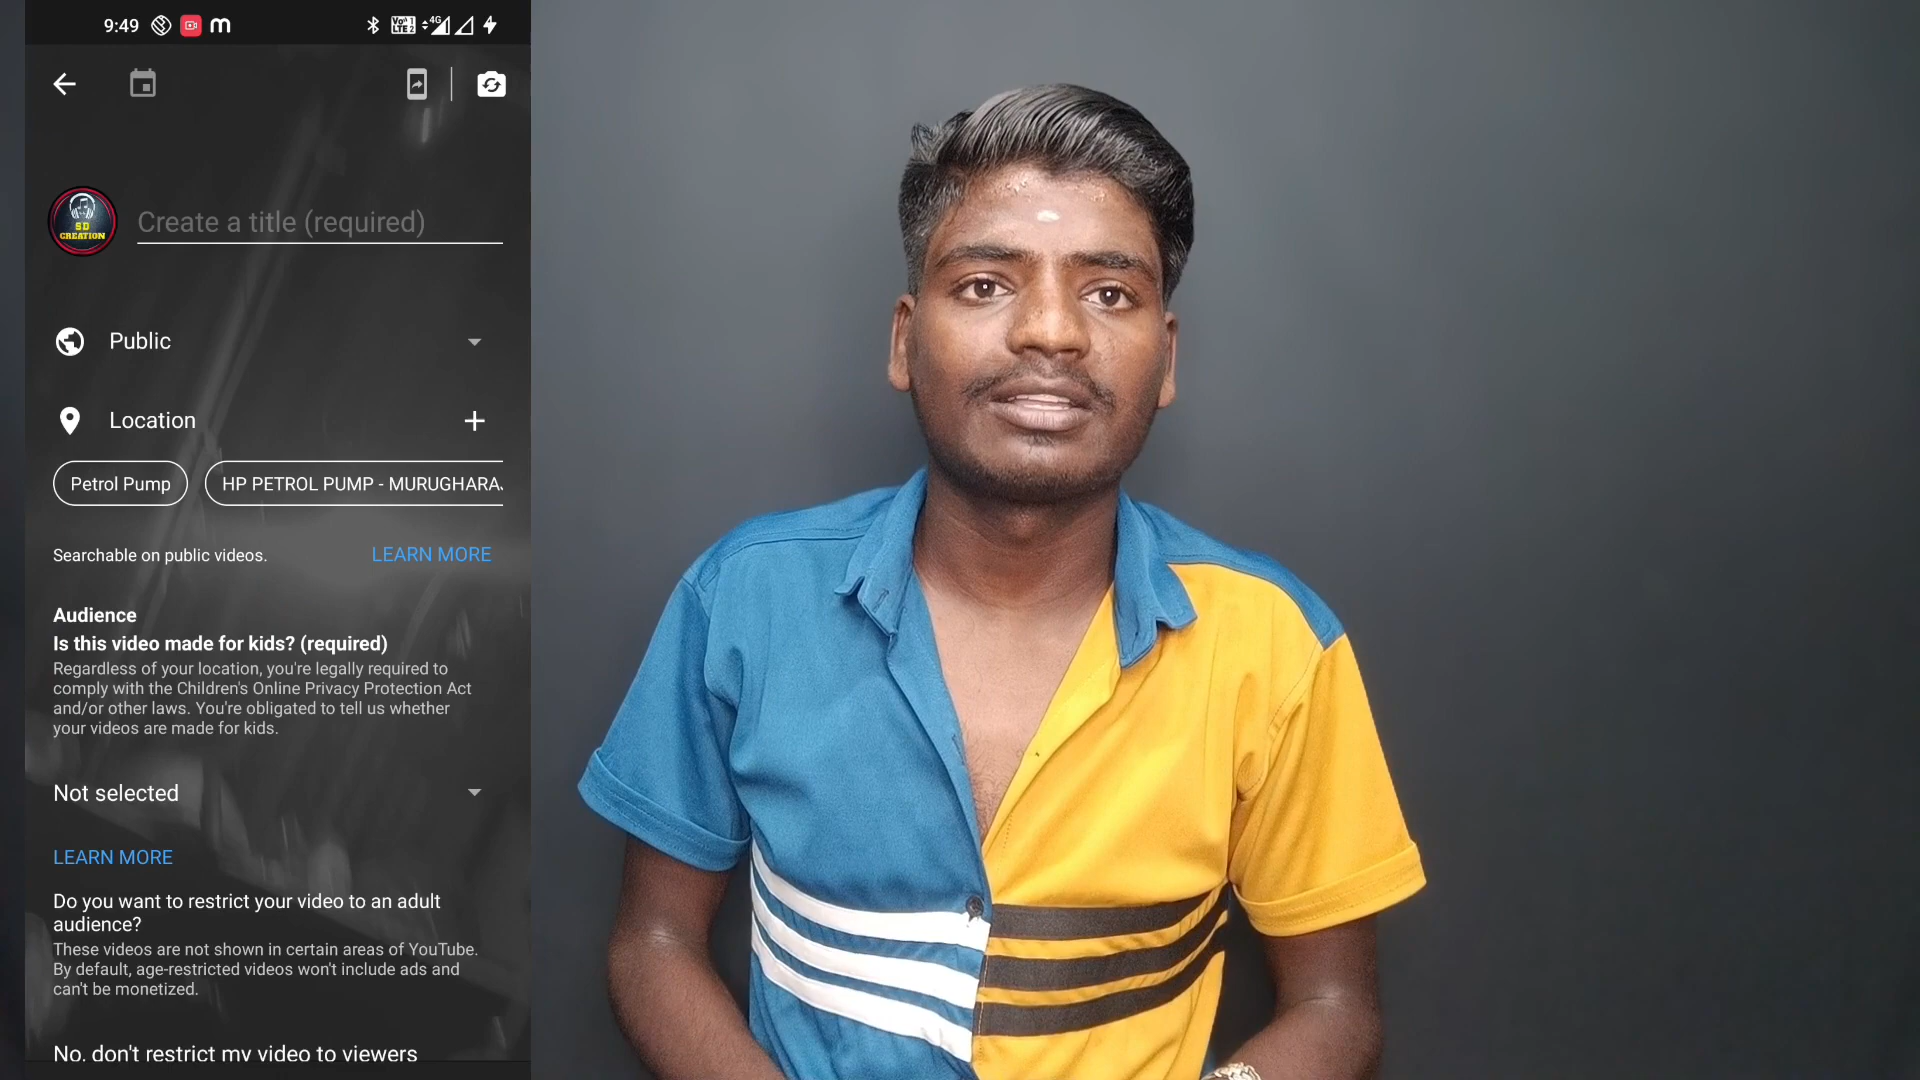 9:49
Vo 1
LTE 2
4G
SD
CREATION
Create a title (required)
Public
Location
Petrol Pump
HP PETROL PUMP - MURUGHARA
Searchable on public videos.
LEARN MORE
Audience
Is this video made for kids? (required)
Regardless of your location, you're legally required to
comply with the Children's Online Privacy Protection Act
and/or other laws. You're obligated to tell us whether
your videos are made for kids.
Not selected
LEARN MORE
Do you want to restrict your video to an adult
audience?
These videos are not shown in certain areas of YouTube.
By default, age-restricted videos won't include ads and
can't be monetized.
No, don't restrict my video to viewers